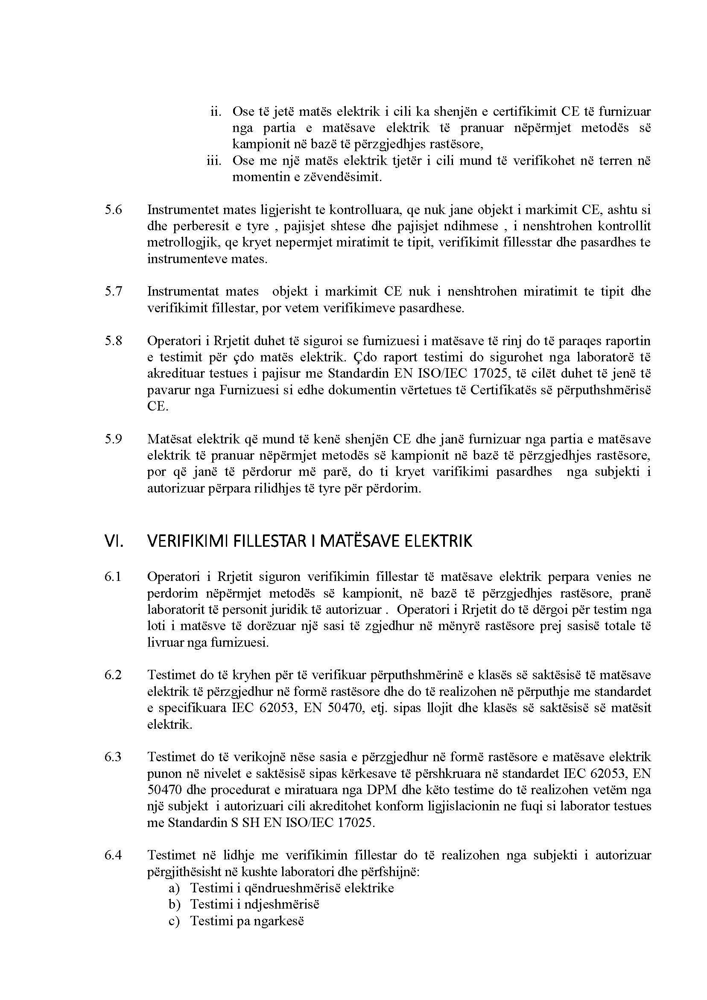 ii. Ose të jetë matës elektrik i cili ka shenjën e certifikimit CE të furnizuar
nga partia e matësave elektrik të pranuar nëpërmjet metodës së
kampionit në bazë të përzgjedhjes rastësore,
iii. Ose me një matës elektrik tjetër i cili mund të verifikohet në terren në
momentin e zëvendësimit.
5.6 Instrumentet mates ligjerisht te kontrolluara, qe nuk jane objekt i markimit CE, ashtu si
dhe perberesit e tyre , pajisjet shtese dhe pajisjet ndihmese , i nenshtrohen kontrollit
metrollogjik, qe kryet nepermjet miratimit te tipit, verifikimit fillesstar dhe pasardhes te
instrumenteve mates.
5.7 Instrumentat mates objekt i markimit CE nuk i nenshtrohen miratimit te tipit dhe
verifikimit fillestar, por vetem verifikimeve pasardhese.
5.8 Operatori i Rrjetit duhet të siguroi se furnizuesi i matësave të rinj do të paraqes raportin
e testimit për çdo matës elektrik. Çdo raport testimi do sigurohet nga laboratorë të
akredituar testues i pajisur me Standardin EN ISO/IEC 17025, të cilët duhet të jenë të
pavarur nga Furnizuesi si edhe dokumentin vërtetues të Certifikatës së përputhshmërisë
CE.
5.9 Matësat elektrik që mund të kenë shenjën CE dhe janë furnizuar nga partia e matësave
elektrik të pranuar nëpërmjet metodës së kampionit në bazë të përzgjedhjes rastësore,
por që janë të përdorur më parë, do ti kryet varifikimi pasardhes nga subjekti i
autorizuar përpara rilidhjes të tyre për përdorim.
VI. VERIFIKIMI FILLESTAR I MATËSAVE ELEKTRIK
6.1 Operatori i Rrjetit siguron verifikimin fillestar të matësave elektrik perpara venies ne
perdorim nëpërmjet metodës së kampionit, në bazë të përzgjedhjes rastësore, pranë
laboratorit të personit juridik të autorizuar . Operatori i Rrjetit do të dërgoi për testim nga
loti i matësve të dorëzuar një sasi të zgjedhur në mënyrë rastësore prej sasisë totale të
livruar nga furnizuesi.
6.2 Testimet do të kryhen për të verifikuar përputhshmërinë e klasës së saktësisë të matësave
elektrik të përzgjedhur në formë rastësore dhe do të realizohen në përputhje me standardet
e specifikuara IEC 62053, EN 50470, etj. sipas llojit dhe klasës së saktësisë së matësit
elektrik.
6.3 Testimet do të verikojnë nëse sasia e përzgjedhur në formë rastësore e matësave elektrik
punon në nivelet e saktësisë sipas kërkesave të përshkruara në standardet IEC 62053, EN
50470 dhe procedurat e miratuara nga DPM dhe këto testime do të realizohen vetëm nga
një subjekt i autorizuari cili akreditohet konform ligjislacionin ne fuqi si laborator testues
me Standardin S SH EN ISO/IEC 17025.
6.4 Testimet në lidhje me verifikimin fillestar do të realizohen nga subjekti i autorizuar
përgjithësisht në kushte laboratori dhe përfshijnë:
a) Testimi i qëndrueshmërisë elektrike
b) Testimi i ndjeshmërisë
c) Testimi pa ngarkesë